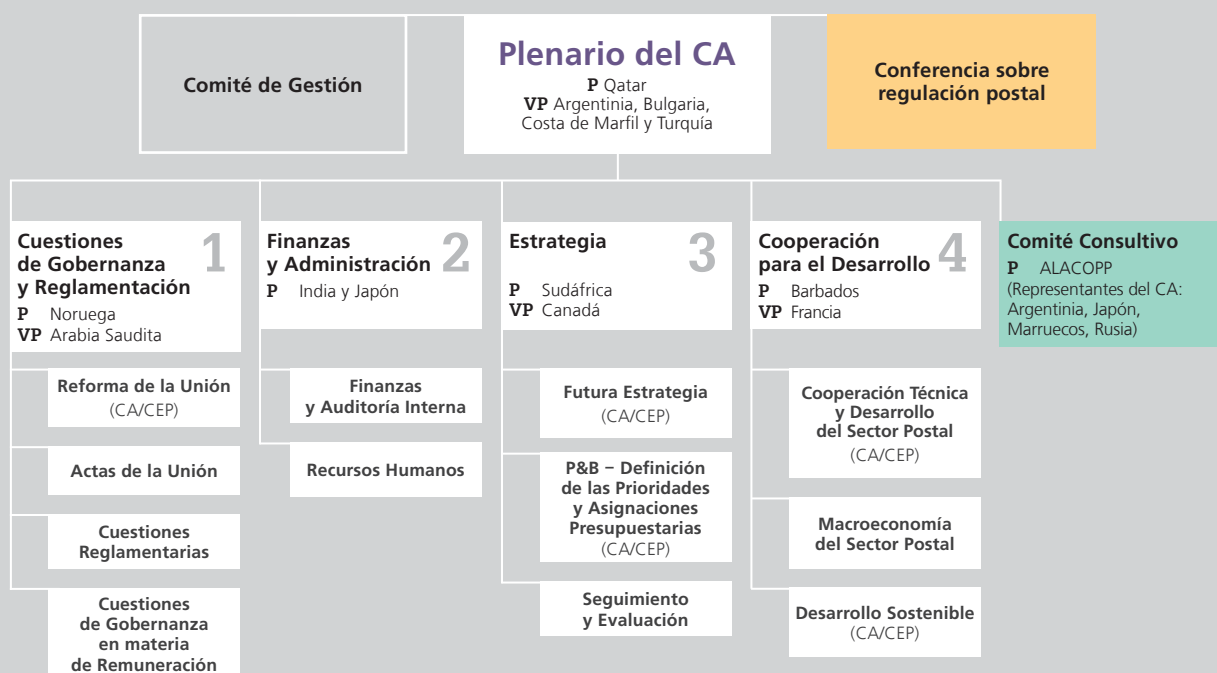 Comité de Gestión
Plenario del CA
P Qatar
VP Argentinia, Bulgaria,
Costa de Marfil y Turquía
Conferencia sobre
regulación postal
Cuestiones
de Gobernanza
y Reglamentación
1
P Noruega
VP Arabia Saudita
Reforma de la Unión
(CA/CEP)
Actas de la Unión
Cuestiones
Reglamentarias
Cuestiones
de Gobernanza
en materia
de Remuneración
Finanzas
y Administración
2
P India y Japón
Finanzas
y Auditoría Interna
Recursos Humanos
Estrategia
3
P Sudáfrica
VP Canadá
Futura Estrategia
(CA/CEP)
P&B – Definición
de las Prioridades
y Asignaciones
Presupuestarias
(CA/CEP)
Seguimiento
y Evaluación
Cooperación
para el Desarrollo
4
P Barbados
VP Francia
Cooperación Técnica
y Desarrollo
del Sector Postal
(CA/CEP)
Macroeconomía
del Sector Postal
Desarrollo Sostenible
(CA/CEP)
Comité Consultivo
P ALACOPP
(Representantes del CA:
Argentinia, Japón,
Marruecos, Rusia)